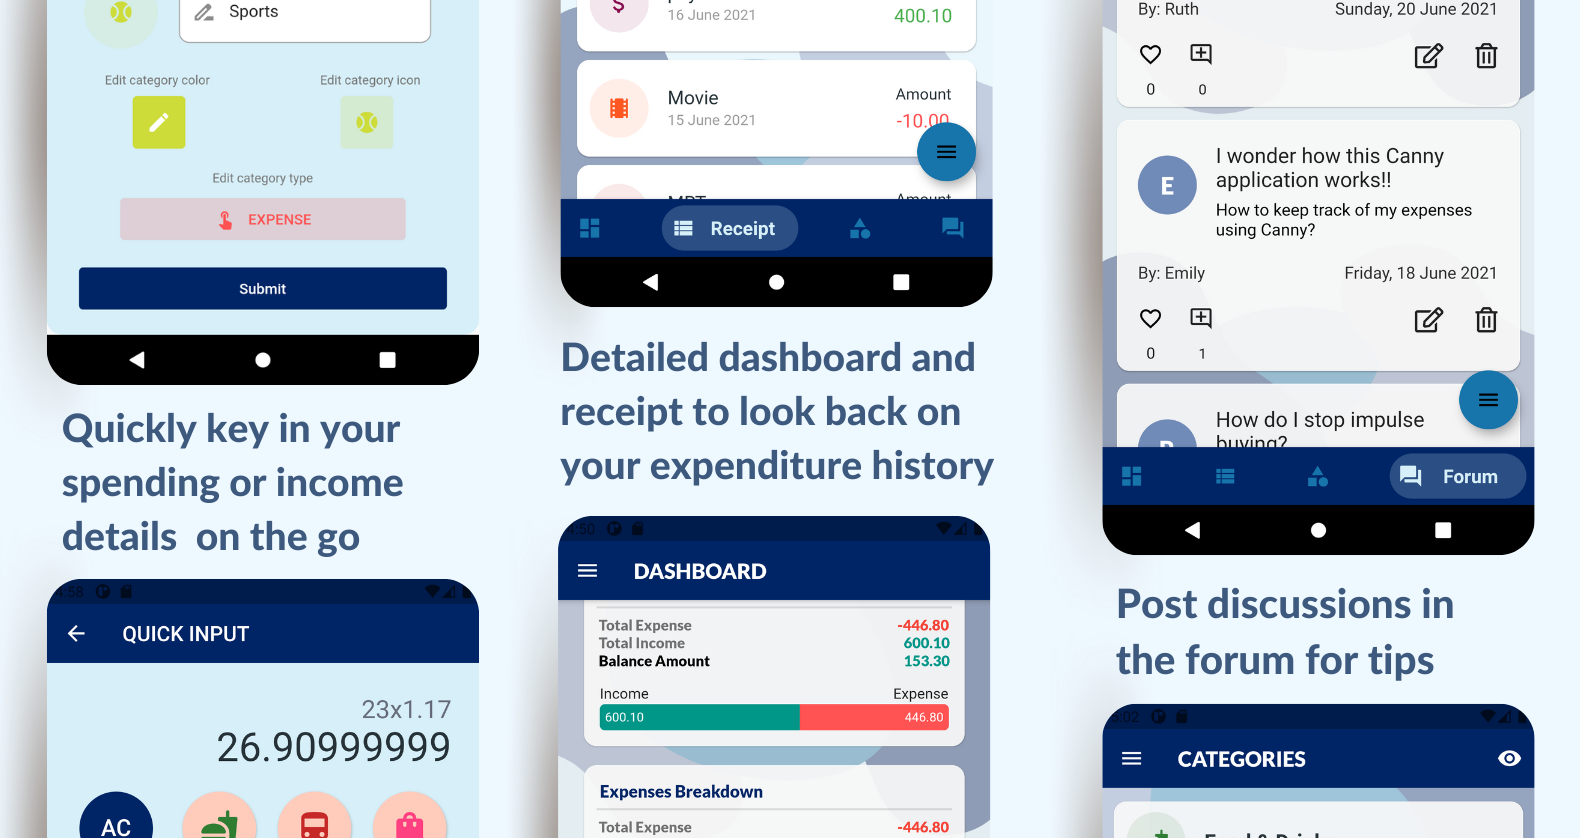 Sports
Edit category color
Edit category icon
Edit category type
EXPENSE
Submit
Quickly key in your
spending or income
details on the go
QUICK INPUT
23x1.17
26.90999999
AC
16 June 2021
400.10
Movie
15 June 2021
Amount
-10.00
Amount
Receipt
Detailed dashboard and
receipt to look back on
your expenditure history
DASHBOARD
Total Expense -446.80
Total Income 600.10
Balance Amount 153.30
Income Expense
600.10 446.80
Expenses Breakdown
Total Expense -446.80
By: Ruth Sunday, 20 June 2021
0 0
E
I wonder how this Canny
application works!!
How to keep track of my expenses
using Canny?
By: Emily Friday, 18 June 2021
0 1
How do I stop impulse
buying?
Forum
Post discussions in
the forum for tips
CATEGORIES